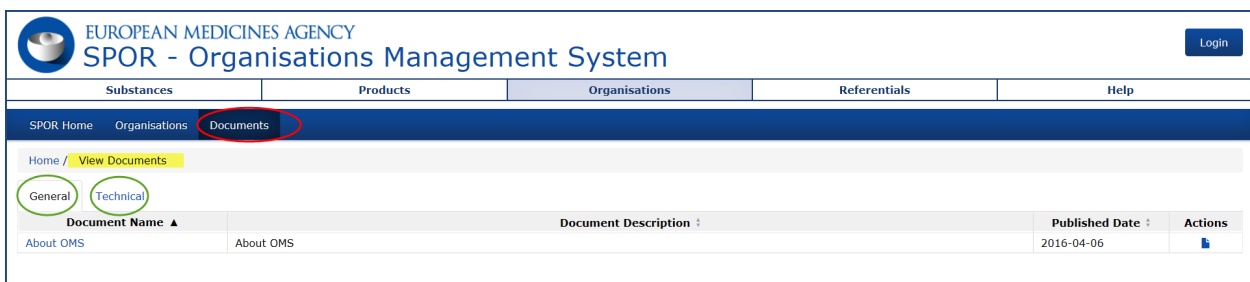 EUROPEAN MEDICINES AGENCY
SPOR - Organisations Management System
Login
Substances Products Organisations Referentials Help
SPOR Home Organisations Documents
Home / View Documents
General Technical
Document Name ▲ Document Description Published Date Actions
About OMS About OMS 2016-04-06